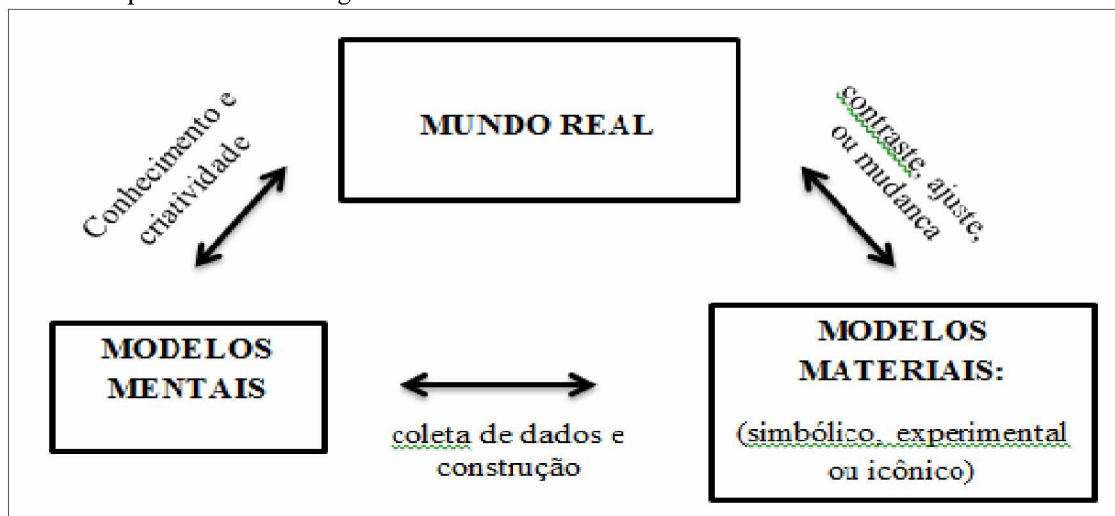 MUNDO REAL
Conhecimento e
criatividade
contraste, ajuste,
ou mudança
MODELOS
MENTAIS
coleta de dados e
construção
MODELOS
MATERIAIS:
(simbólico, experimental
ou icônico)